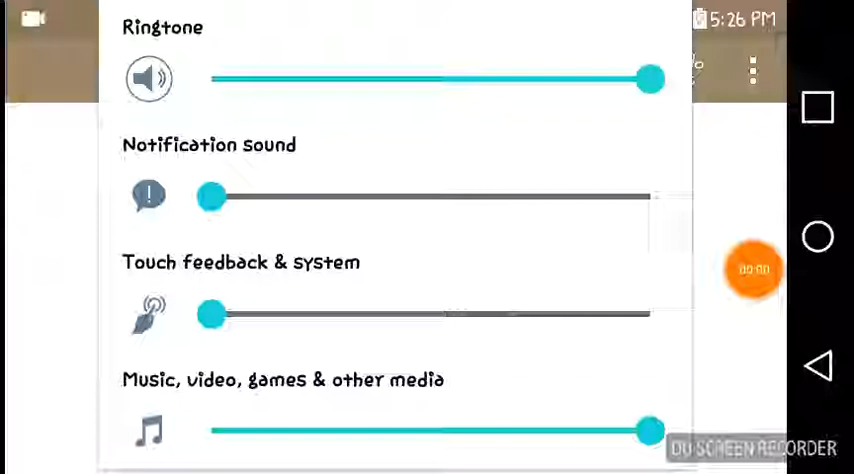 Ringtone
5:26 PM
Notification sound
Touch feedback & system
00:00
Music, video, games & other media
DU SCREEN RECORDER